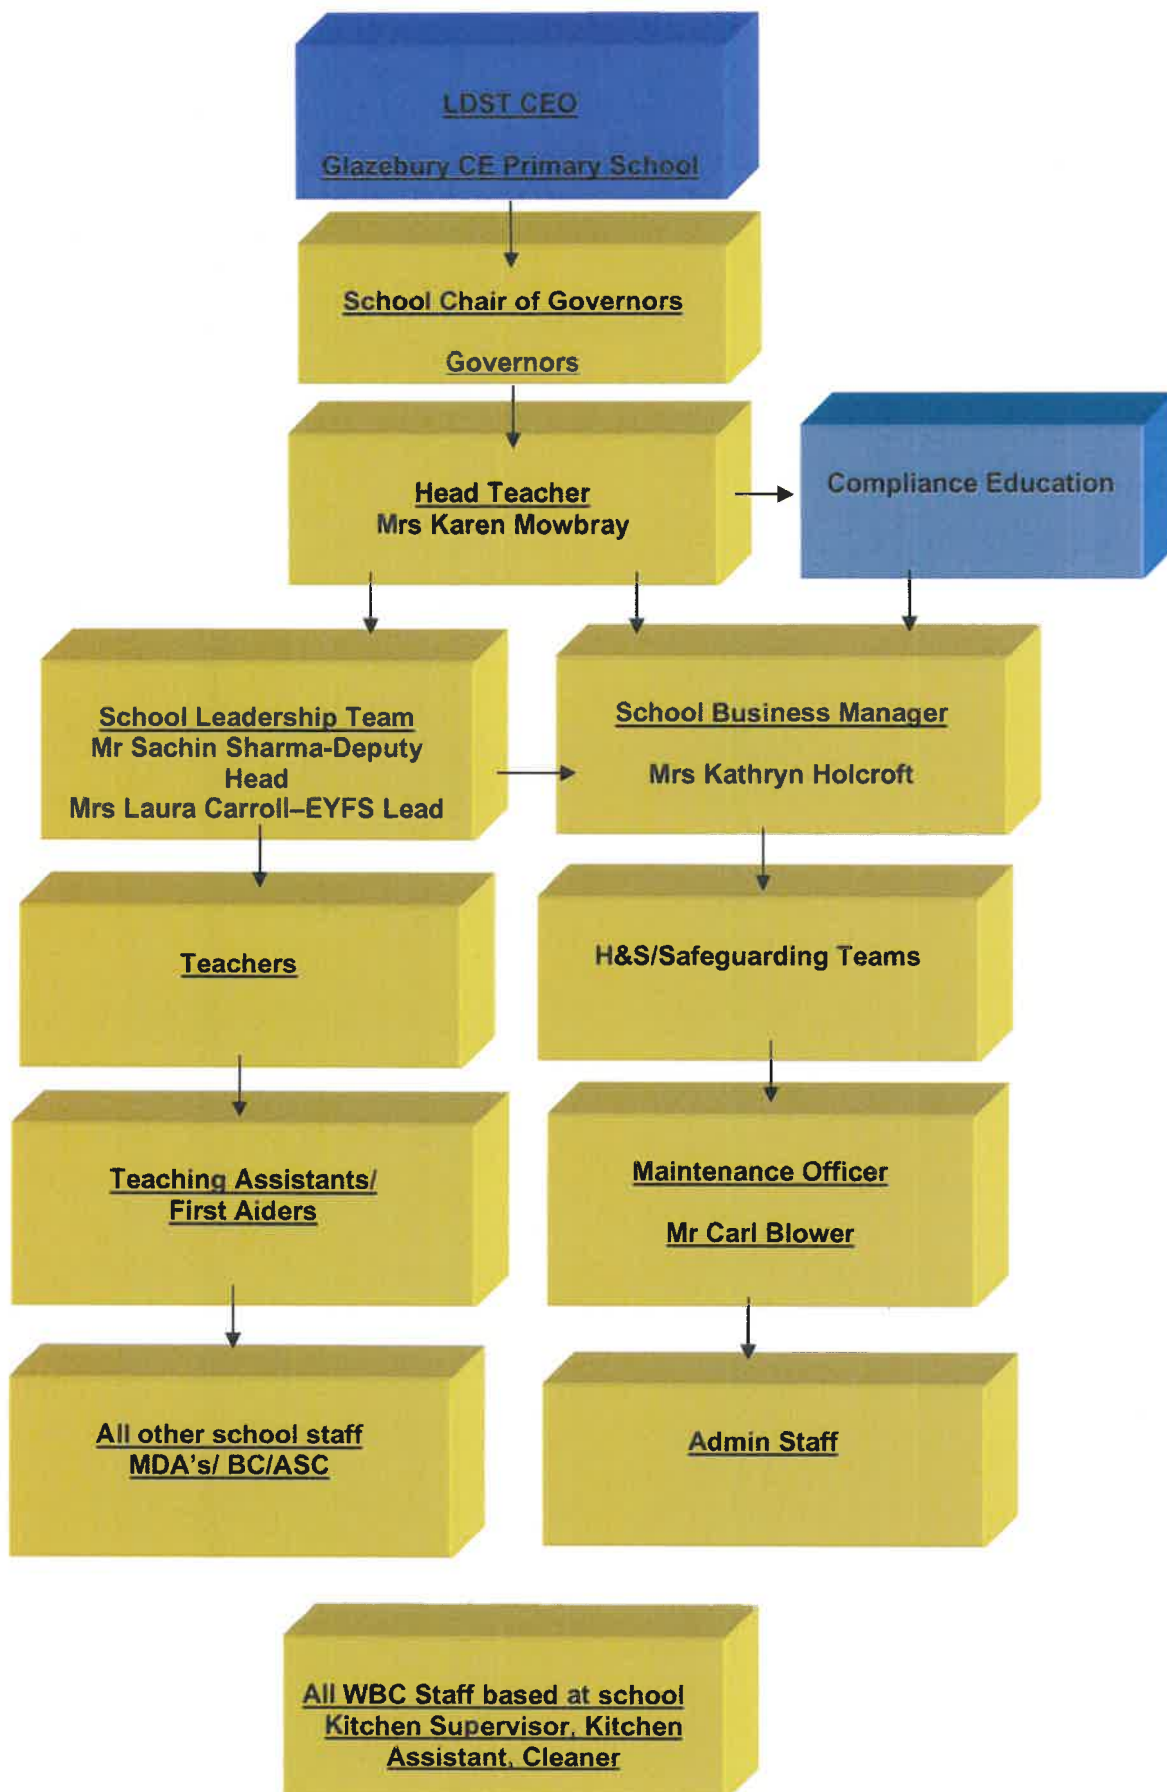 LDST CEO
Glazebury CE Primary School
School Chair of Governors
Governors
Head Teacher
Mrs Karen Mowbray
Compliance Education
School Leadership Team
Mr Sachin Sharma-Deputy
Head
Mrs Laura Carroll–EYFS Lead
School Business Manager
Mrs Kathryn Holcroft
Teachers
H&S/Safeguarding Teams
Teaching Assistants/
First Aiders
Maintenance Officer
Mr Carl Blower
All other school staff
MDA's/ BC/ASC
Admin Staff
All WBC Staff based at school
Kitchen Supervisor, Kitchen
Assistant, Cleaner